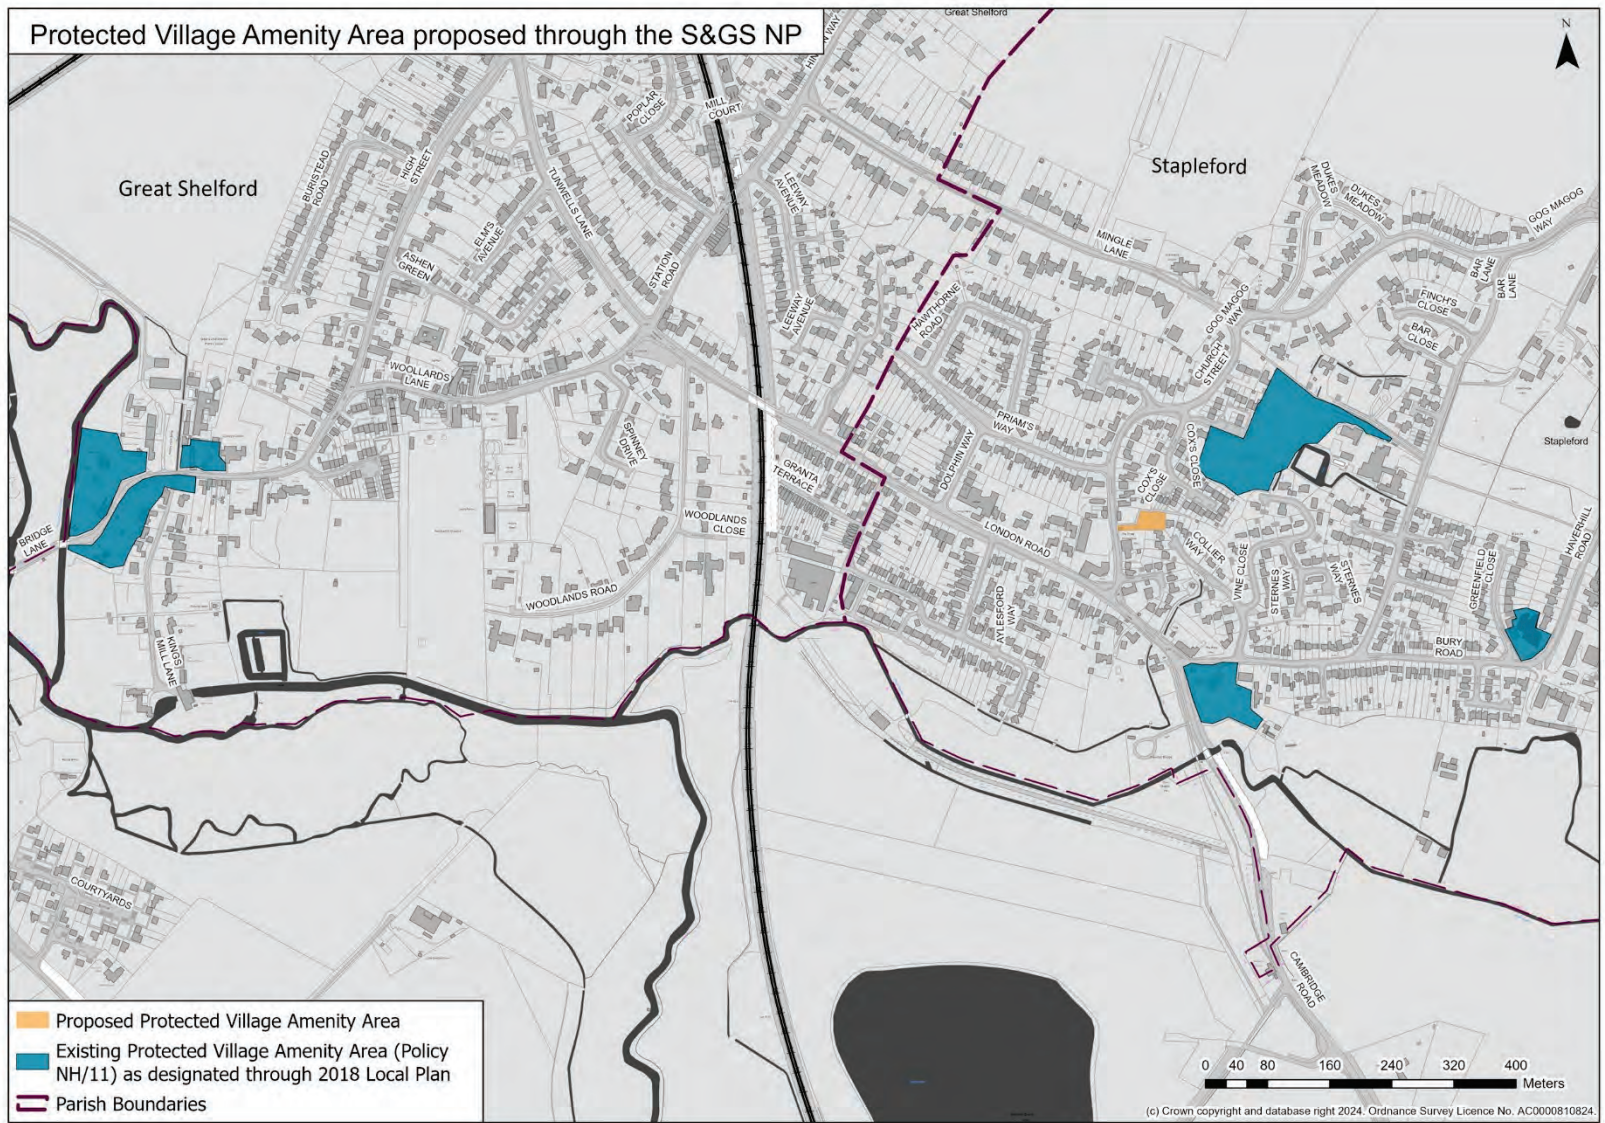 Protected Village Amenity Area proposed through the S&GS NP
Great Shelford
N
HIN
N WAY
POPLAR
CLOSE
MILL
COURT
Great Shelford
Stapleford
BURISTEAD
ROAD
HIGH
STREET
TUNWELLS LANE
LEEWAY
AVENUE
DUKES
MEADOW
DUKES
MEADOW
GOG MAGOG
WAY
ELM'S
AVENUE
MINGLE
LANE
ASHEN
GREEN
STATION
ROAD
BAR
LANE
BAR
LANE
LEEWAY
AVENUE
HAWTHORNE
ROAD
GOG MAGOG
WAY
FINCH'S
CLOSE
BAR
CLOSE
CHURCH
STREET
WOOLLARDS
LANE
SPINNEY
DRIVE
PRIAM'S
WAY
COX'S CLOSE
Stapleford
GRANTA
TERRACE
DOLPHIN WAY
COX'S
CLOSE
WOODLANDS
CLOSE
LONDON ROAD
COLLIER
WAY
HAVERHILL
ROAD
BRIDGE
LANE
VINE CLOSE
STERNES
WAY
STERNES
WAY
GREENFIELD
CLOSE
WOODLANDS ROAD
AYLESFORD
WAY
BURY
ROAD
KINGS
MILL LANE
COURTYARDS
CAMBRIDGE
ROAD
Proposed Protected Village Amenity Area
Existing Protected Village Amenity Area (Policy
NH/11) as designated through 2018 Local Plan
Parish Boundaries
0 40 80 160 240 320 400
Meters
(c) Crown copyright and database right 2024. Ordnance Survey Licence No. AC0000810824.